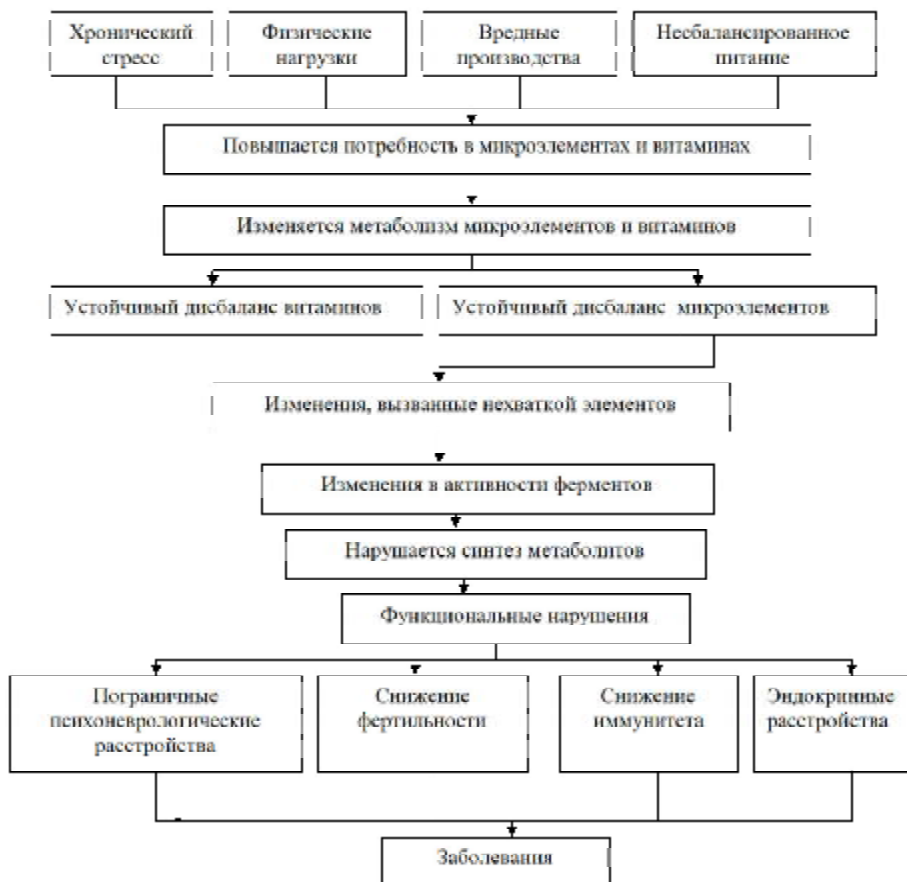 Хронический
стресс
Физические
нагрузки
Вредные
производства
Несбалансированное
питание
Повышается потребность в микроэлементах и витаминах
Изменяется метаболизм микроэлементов и витаминов
Устойчивый дисбаланс витаминов
Устойчивый дисбаланс микроэлементов
Изменения, вызванные нехваткой элементов
Изменения в активности ферментов
Нарушается синтез метаболитов
Функциональные нарушения
Пограничные
психоневрологические
расстройства
Снижение
фертильности
Снижение
иммунитета
Эндокринные
расстройства
Заболевания